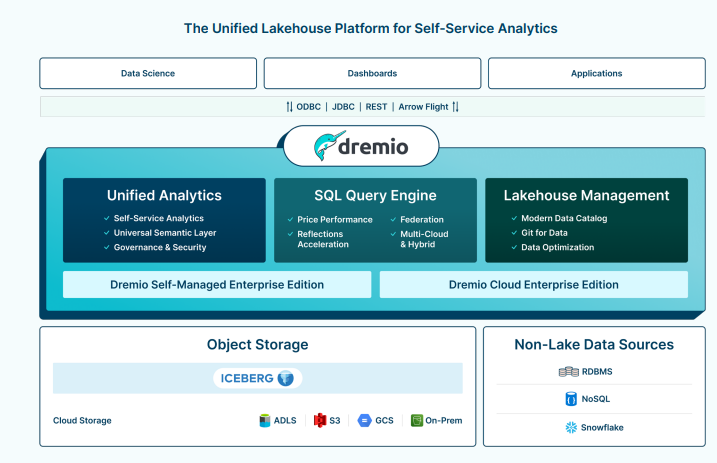 The Unified Lakehouse Platform for Self-Service Analytics
Data Science
Dashboards
Applications
ODBC | JDBC | REST | Arrow Flight
dremio
Unified Analytics
Self-Service Analytics
Universal Semantic Layer
Governance & Security
SQL Query Engine
Price Performance
Reflections
Acceleration
Federation
Multi-Cloud
& Hybrid
Lakehouse Management
Modern Data Catalog
Git for Data
Data Optimization
Dremio Self-Managed Enterprise Edition
Dremio Cloud Enterprise Edition
Object Storage
ICEBERG
Cloud Storage
ADLS
S3
GCS
On-Prem
Non-Lake Data Sources
RDBMS
NoSQL
Snowflake